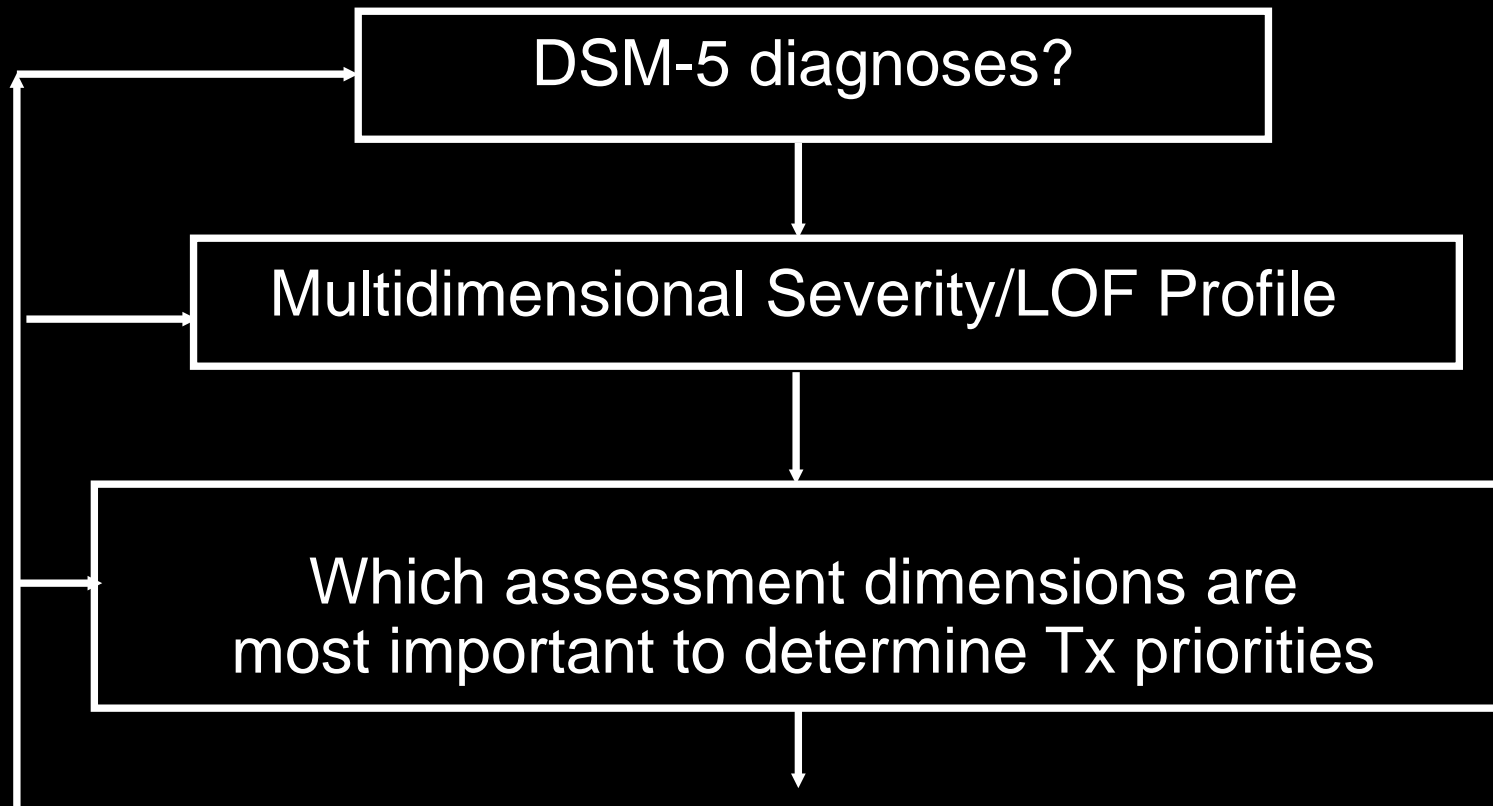 DSM-5 diagnoses?
Multidimensional Severity/LOF Profile
Which assessment dimensions are
most important to determine Tx priorities